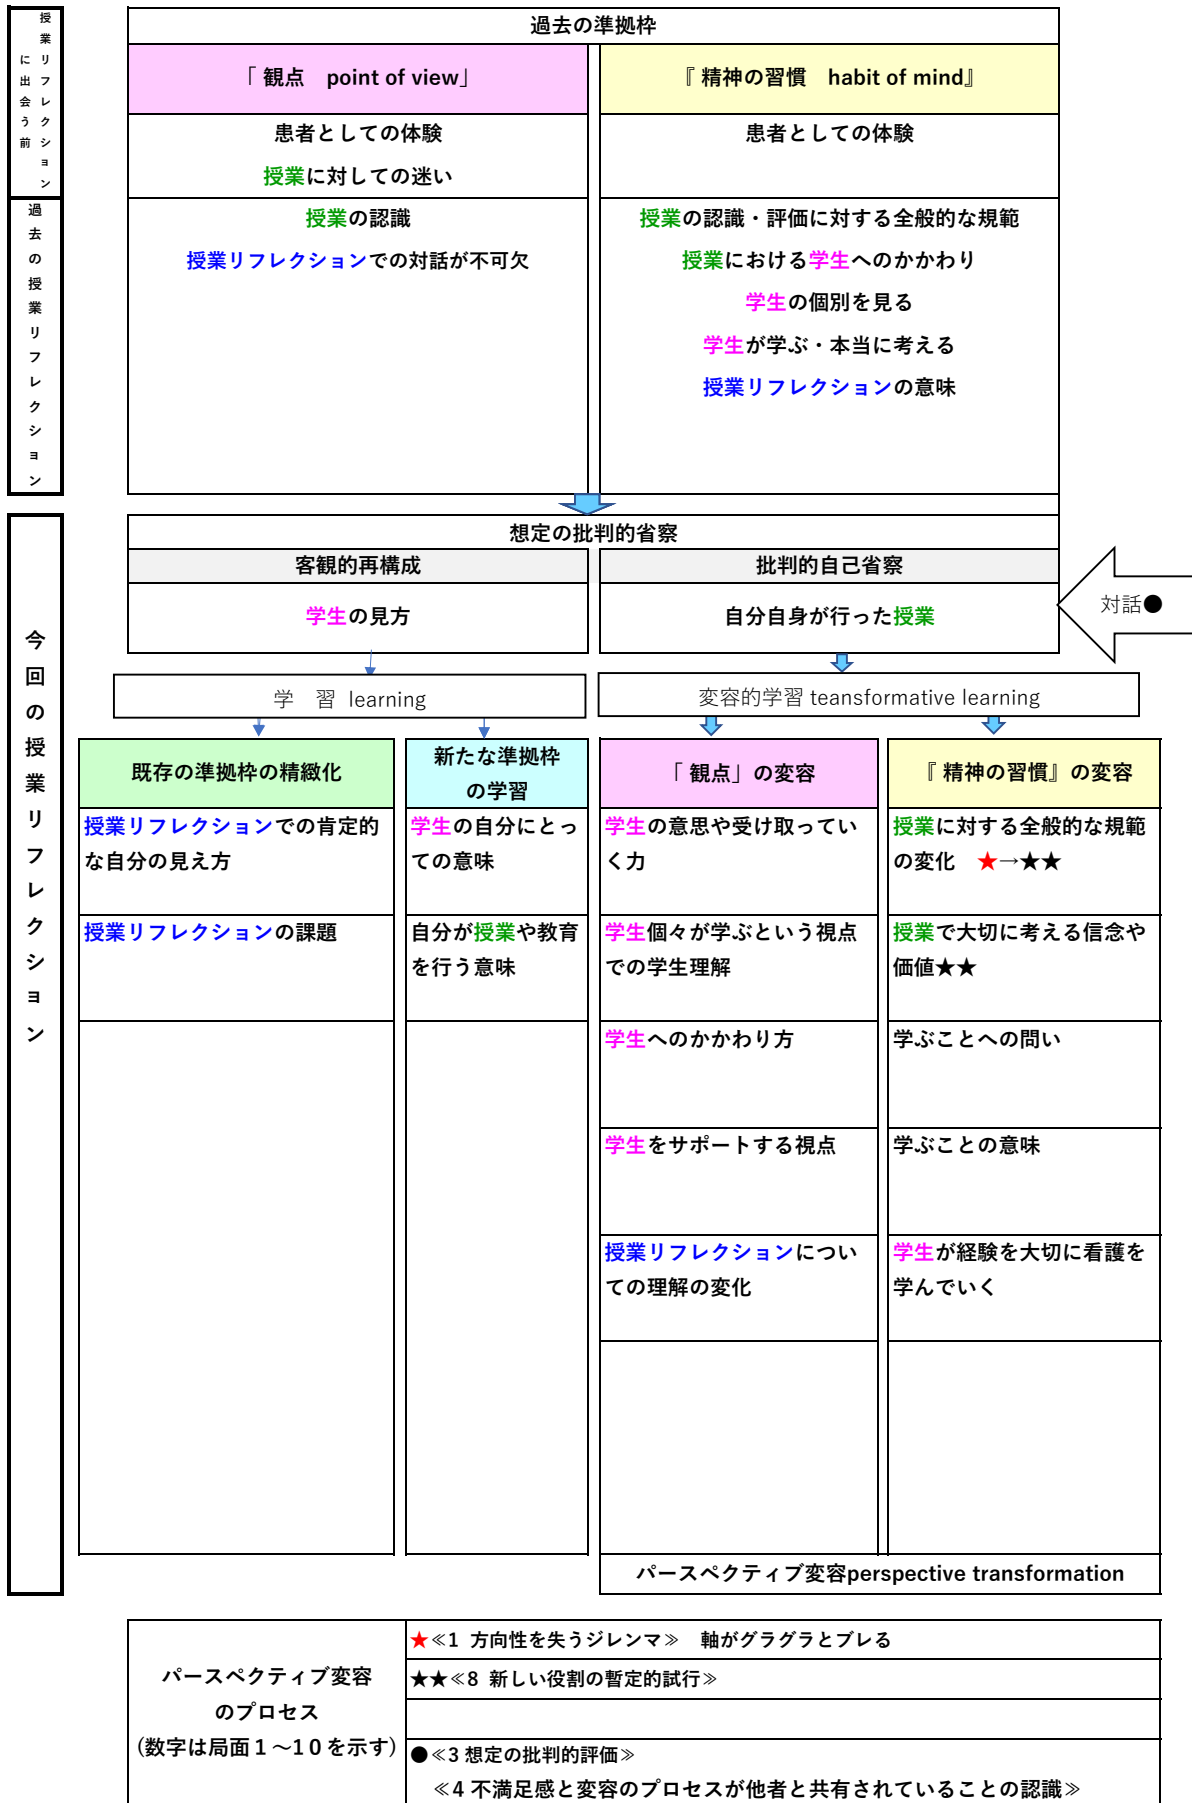 授業リフレクション
に出会う前
過去の準拠枠
「 観点　point of view」
『 精神の習慣　habit of mind』
患者としての体験
授業に対しての迷い
患者としての体験
過去の授業リフレクション
授業の認識
授業リフレクションでの対話が不可欠
授業の認識・評価に対する全般的な規範
授業における学生へのかかわり
学生の個別を見る
学生が学ぶ・本当に考える
授業リフレクションの意味
今回の授業リフレクション
想定の批判的省察
客観的再構成
批判的自己省察
学生の見方
自分自身が行った授業
対話●
学　習 learning
変容的学習 teansformative learning
既存の準拠枠の精緻化
新たな準拠枠
の学習
「 観点」の変容
『 精神の習慣』の変容
授業リフレクションでの肯定的
な自分の見え方
学生の自分にとっ
ての意味
学生の意思や受け取ってい
く力
授業に対する全般的な規範
の変化　★→★★
授業リフレクションの課題
自分が授業や教育
を行う意味
学生個々が学ぶという視点
での学生理解
授業で大切に考える信念や
価値★★
学生へのかかわり方
学ぶことへの問い
学生をサポートする視点
学ぶことの意味
授業リフレクションについ
ての理解の変化
学生が経験を大切に看護を
学んでいく
パースペクティブ変容perspective transformation
パースペクティブ変容
のプロセス
(数字は局面１～１０を示す)
★≪1 方向性を失うジレンマ≫　軸がグラグラとブレる
★★≪8 新しい役割の暫定的試行≫
●≪3 想定の批判的評価≫
≪4 不満足感と変容のプロセスが他者と共有されていることの認識≫